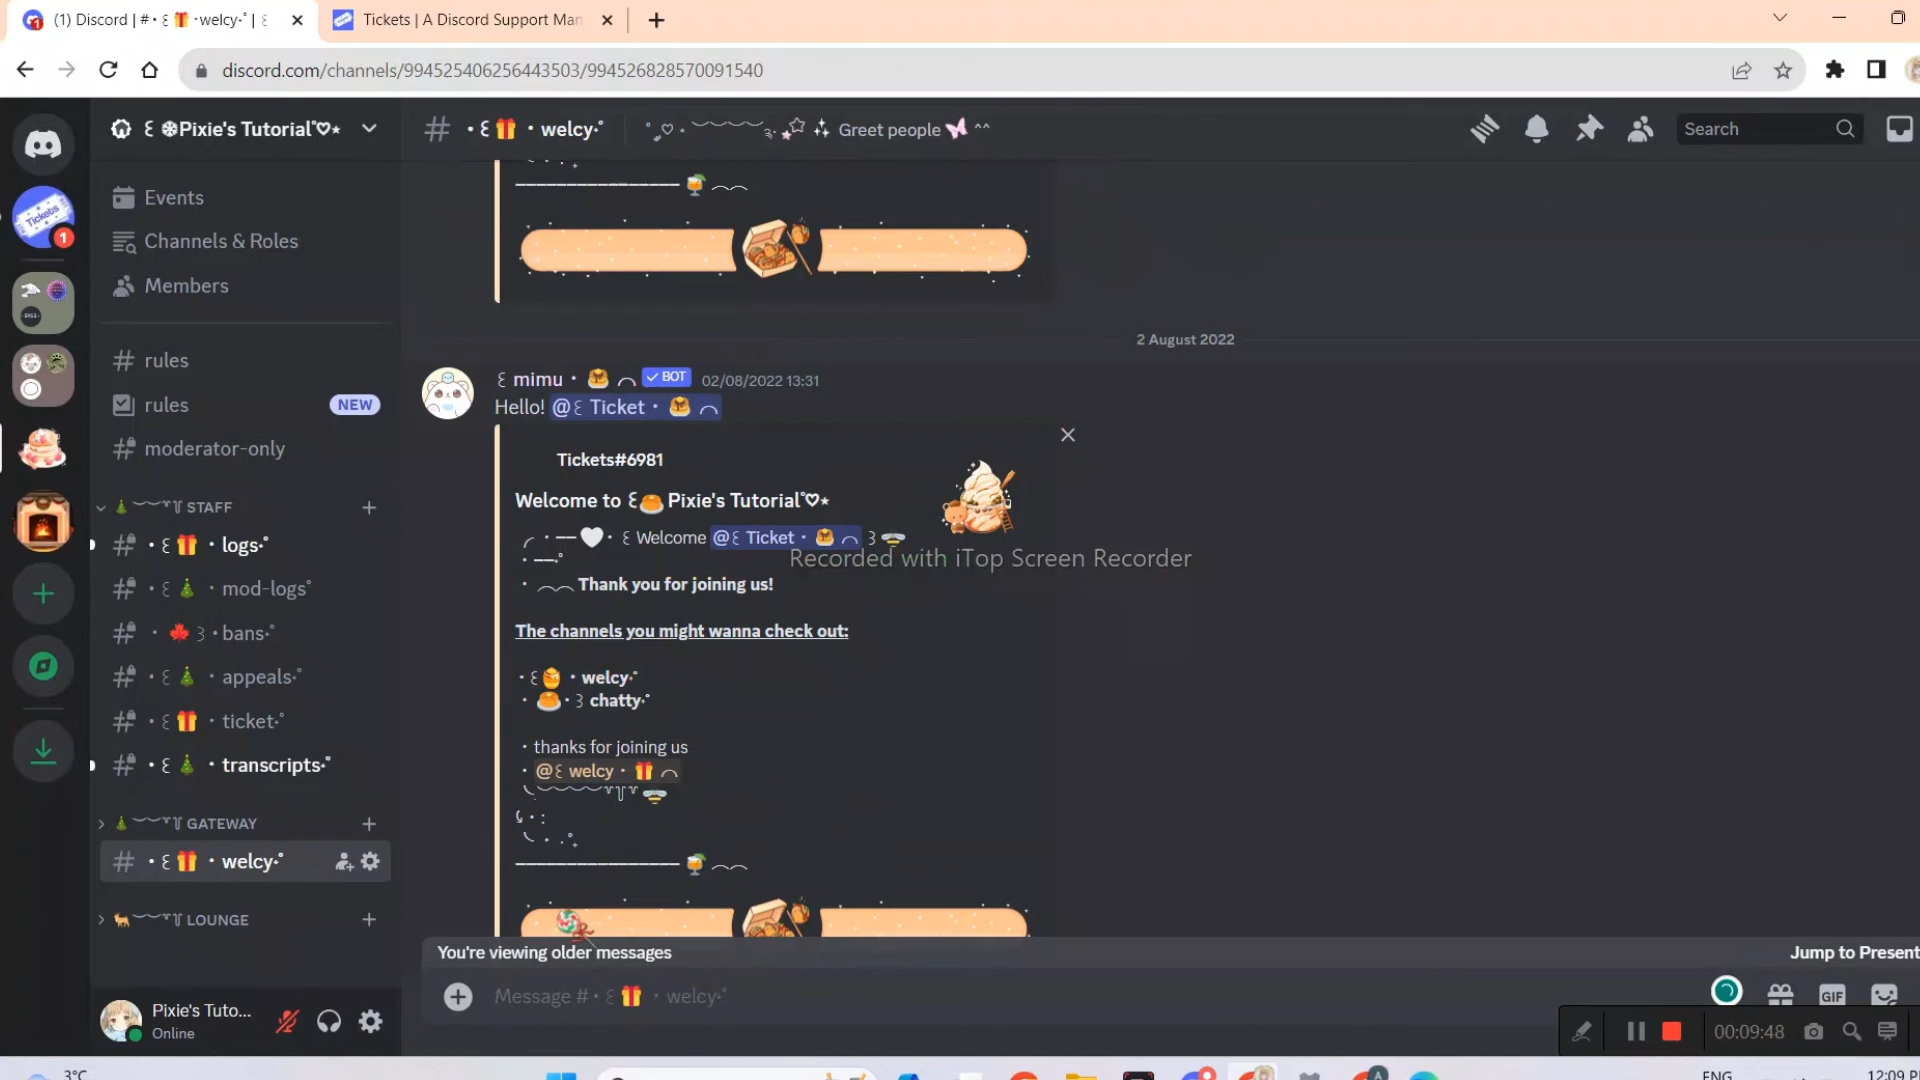 (1) Discord | # • ꒰ 🎁 ・welcy˖° | ꒰
Tickets | A Discord Support Man
discord.com/channels/994525406256443503/994526828570091540
꒰ ❆Pixie's Tutorial˚♡⋆
# •꒰🎁・welcy˖°
Greet people 🦋 ^^
Search
Tickets
1
Events
Channels & Roles
Members
rules
rules
NEW
moderator-only
🎄 STAFF
•꒰🎁・logs˖°
•꒰🎄・mod-logs°
・🍁꒱・bans˖°
•꒰🎄・appeals˖°
•꒰🎁・ticket˖°
•꒰🎄・transcripts˖°
🎄 GATEWAY
•꒰🎁・welcy˖°
🐕 LOUNGE
Pixie's Tuto...
Online
2 August 2022
꒰ mimu・🥞 ⌒ ✓ BOT 02/08/2022 13:31
Hello! @꒰ Ticket・🥞 ⌒
Tickets#6981
Welcome to ꒰🍮Pixie's Tutorial˚♡⋆
╭ ・── 🤍・꒰ Welcome @꒰ Ticket・🥞 ⌒ ꒱🐝
・──˖°
・ Thank you for joining us!
The channels you might wanna check out:
・꒰🍯・welcy˖°
・🍮・꒱ chatty˖°
・thanks for joining us
・@꒰ welcy・🎁 ⌒
Recorded with iTop Screen Recorder
You're viewing older messages
Jump to Present
Message #•꒰🎁・welcy˖°
GIF
00:09:48
3°C
ENG
12:09 P